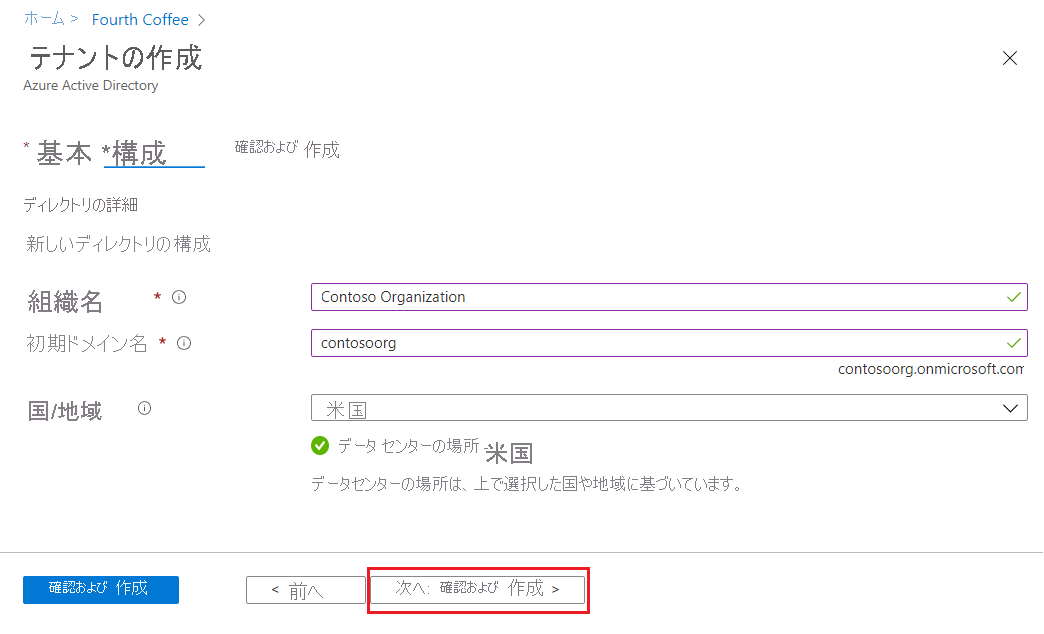 ホーム > Fourth Coffee >
テナントの作成
Azure Active Directory
* 基本 *構成 確認および 作成
ディレクトリの詳細
新しいディレクトリの構成
組織名 * Contoso Organization
初期ドメイン名 * contosoorg
contosoorg.onmicrosoft.com
国/地域 米国
データ センターの場所 -米国
データセンターの場所は、上で選択した国や地域に基づいています。
確認および 作成 < 前へ 次へ: 確認および 作成 >